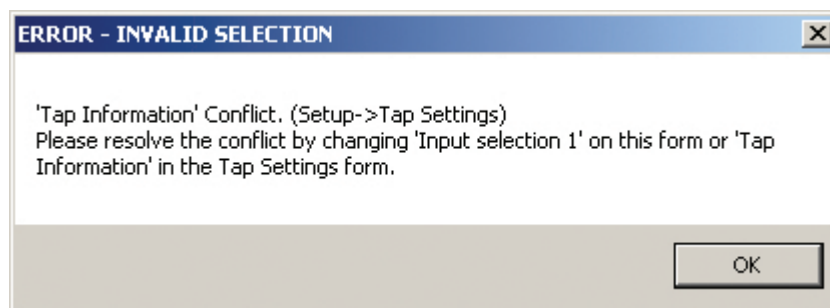 ERROR - INVALID SELECTION
'Tap Information' Conflict. (Setup->Tap Settings)
Please resolve the conflict by changing 'Input selection 1' on this form or 'Tap
Information' in the Tap Settings form.
OK